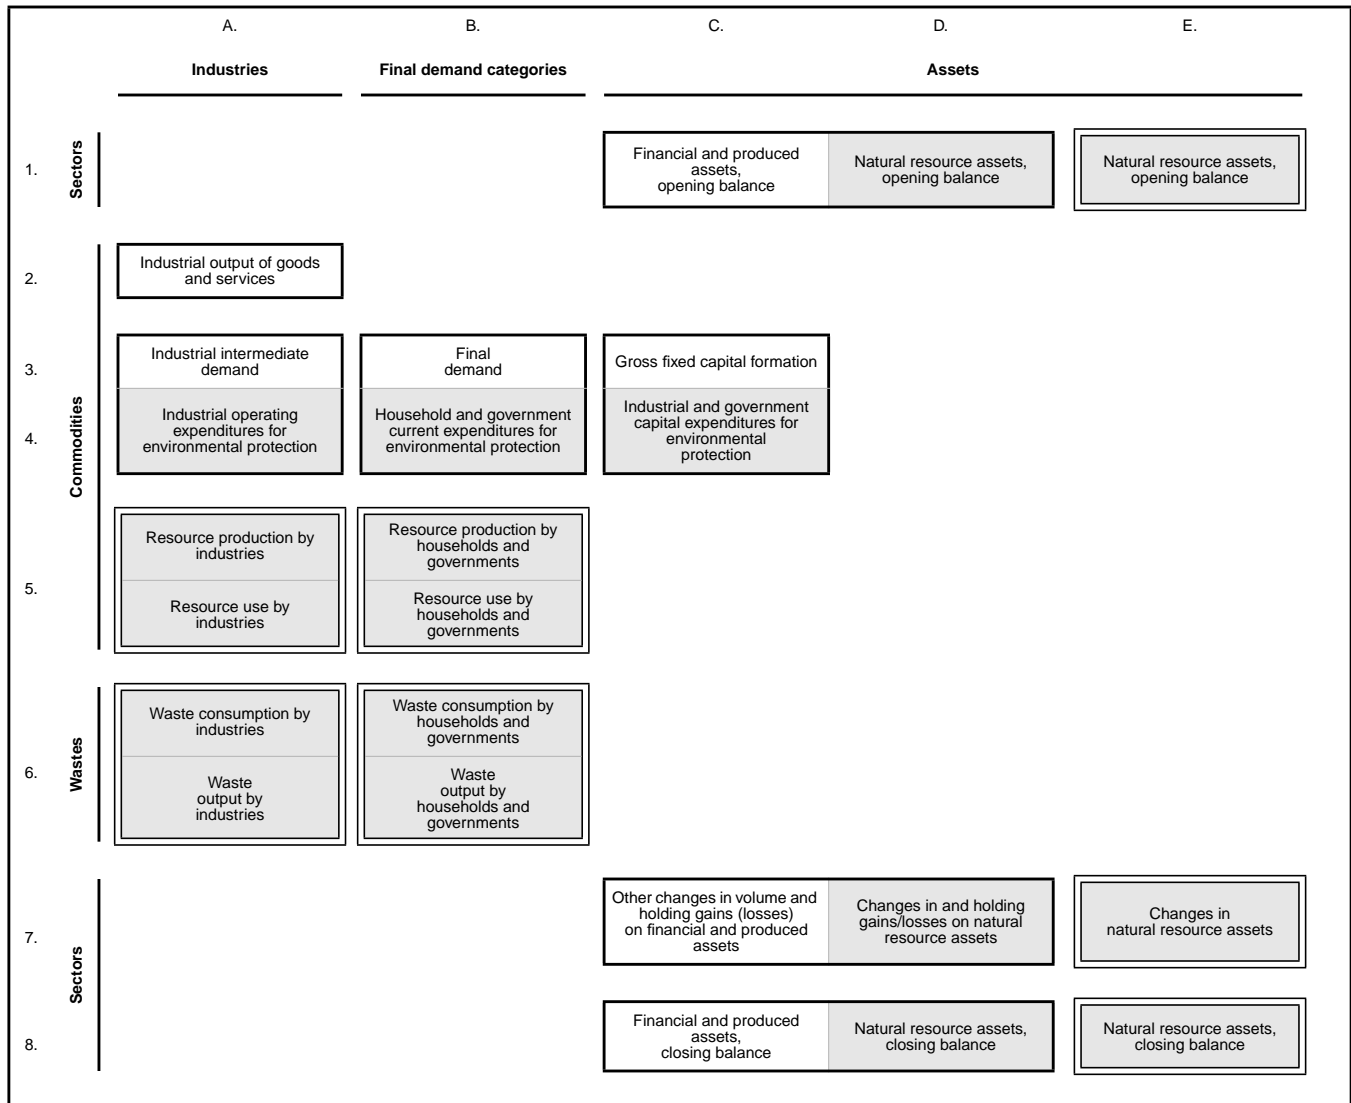 A.
B.
C.
D.
E.
Industries
Final demand categories
Assets
1.
Sectors
Financial and produced
assets,
opening balance
Natural resource assets,
opening balance
Natural resource assets,
opening balance
Commodities
2.
Industrial output of goods
and services
3.
Industrial intermediate
demand
Final
demand
Gross fixed capital formation
4.
Industrial operating
expenditures for
environmental protection
Household and government
current expenditures for
environmental protection
Industrial and government
capital expenditures for
environmental
protection
5.
Resource production by
industries
Resource production by
households and
governments
Resource use by
industries
Resource use by
households and
governments
6.
Wastes
Waste consumption by
industries
Waste consumption by
households and
governments
Waste
output by
industries
Waste
output by
households and
governments
Sectors
7.
Other changes in volume and
holding gains (losses)
on financial and produced
assets
Changes in and holding
gains/losses on natural
resource assets
Changes in
natural resource assets
8.
Financial and produced
assets,
closing balance
Natural resource assets,
closing balance
Natural resource assets,
closing balance